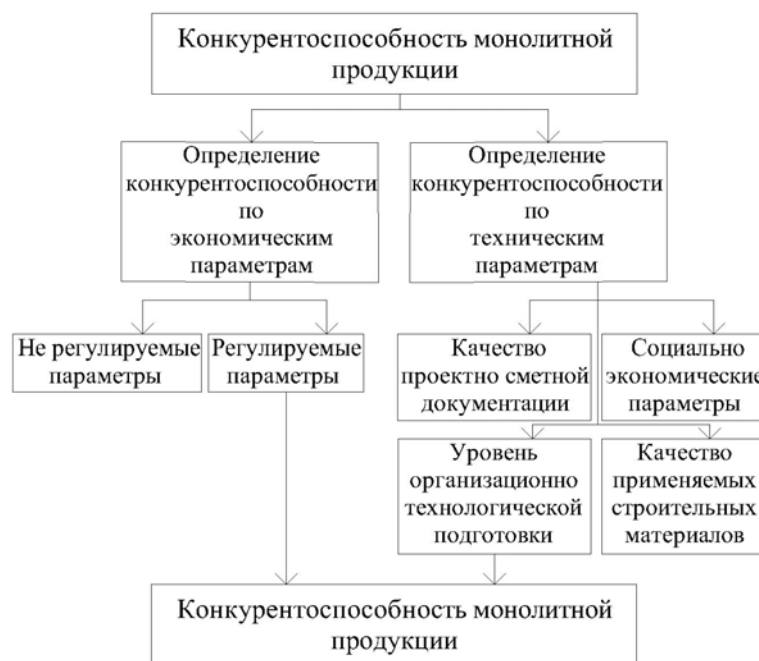 Конкурентоспособность монолитной
продукции
Определение
конкурентоспособности
по
экономическим
параметрам
Определение
конкурентоспособности
по
техническим
параметрам
Не регулируемые
параметры
Регулируемые
параметры
Качество
проектно сметной
документации
Социально
экономические
параметры
Уровень
организационно
технологической
подготовки
Качество
применяемых
строительных
материалов
Конкурентоспособность монолитной
продукции